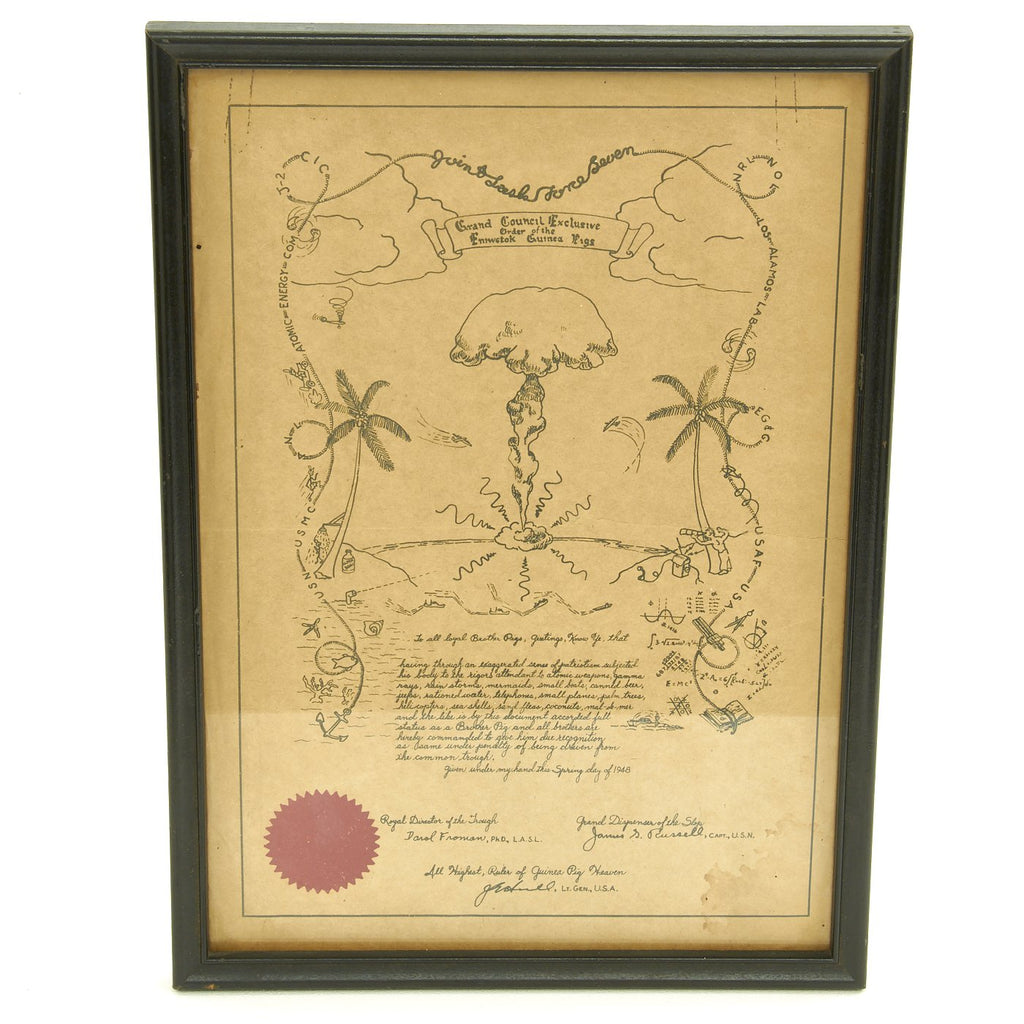 Joint Task Force Seven
Grand Council Exclusive
Order of the
Eniwetok Guinea Pigs
J-2 CIC
ATOMIC ENERGY COM
USMC
USN
NRL NOL
LOS ALAMOS LAB
EG&G
USAF
USA
E=MC²
To all loyal Brother Pigs, Greetings, Know Ye, that
having through an exaggerated sense of patriotism subjected
his body to the rigors attendant to atomic weapons, gamma
rays, rain storms, mermaids, small boats, canned beer,
jeeps, rationed water, telephones, small planes, palm trees,
helicopters, sea shells, sand fleas, coconuts,
and the like is by this document accorded full
status as a Brother Pig and all brothers are
hereby commanded to give him due recognition
as same under penalty of being driven from
the common trough.
Given under my hand this Spring day of 1948
Royal Director of the Trough
Darol Froman, PhD., L.A.S.L.
Grand Dispenser of the Slop
James S. Russell, CAPT., U.S.N.
All Highest, Ruler of Guinea Pig Heaven
LT. GEN., U.S.A.